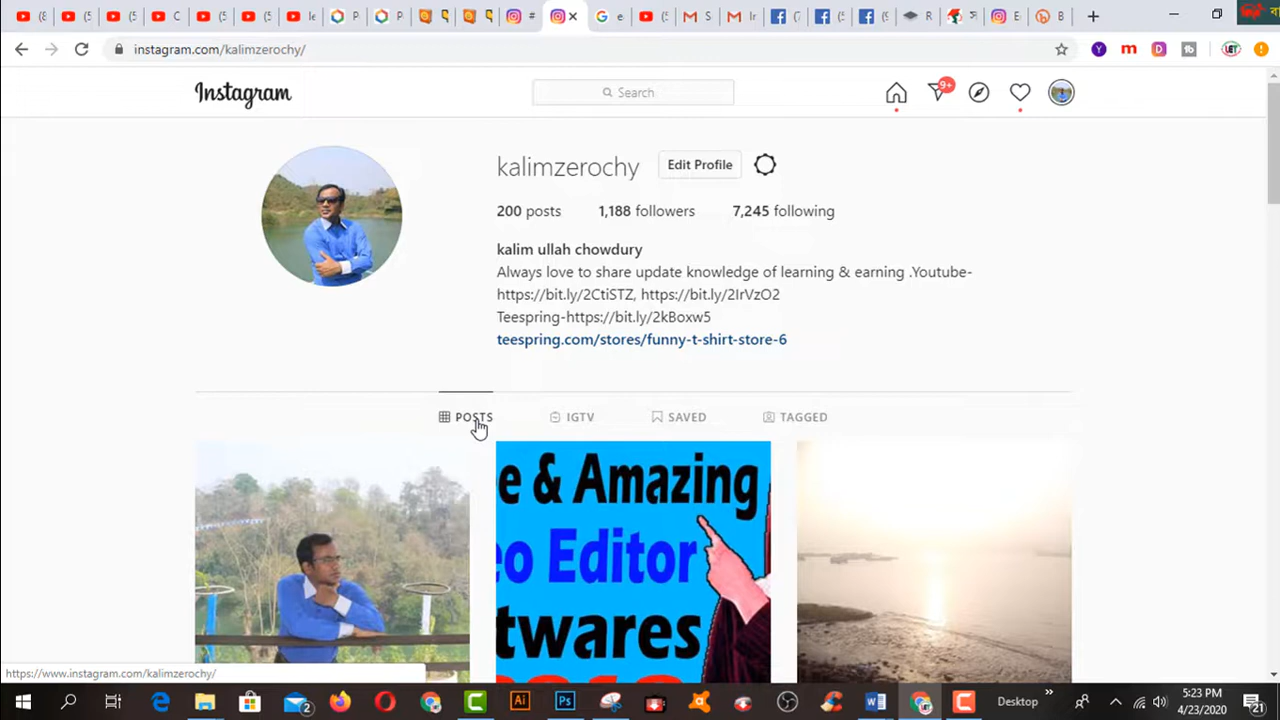 instagram.com/kalimzerochy/
Instagram
Search
9+
kalimzerochy
Edit Profile
200 posts 1,188 followers 7,245 following
kalim ullah chowdury
Always love to share update knowledge of learning & earning .Youtube-
https://bit.ly/2CtiSTZ, https://bit.ly/2IrVzO2
Teespring-https://bit.ly/2kBoxw5
teespring.com/stores/funny-t-shirt-store-6
POSTS IGTV SAVED TAGGED
e & Amazing
eo Editor
twares
https://www.instagram.com/kalimzerochy/
Desktop
5:23 PM
4/23/2020
21